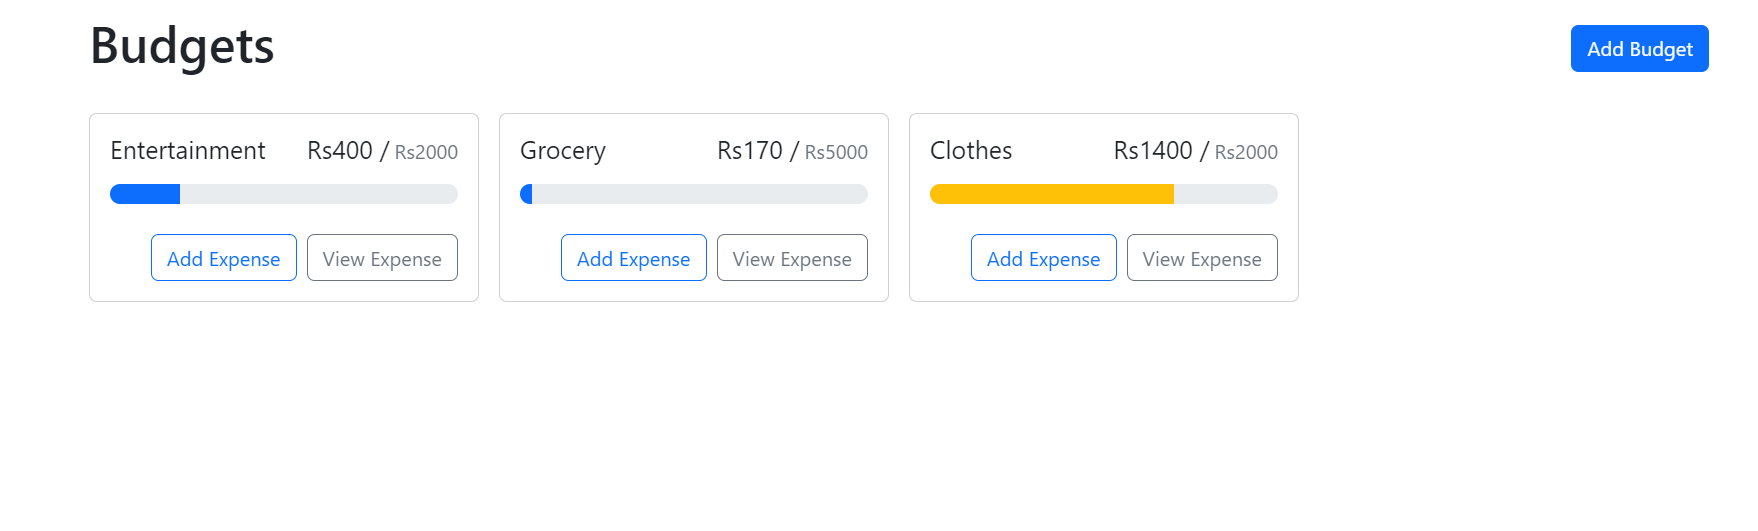 Budgets
Add Budget
Entertainment Rs400 / Rs2000
Add Expense View Expense
Grocery Rs170 / Rs5000
Add Expense View Expense
Clothes Rs1400 / Rs2000
Add Expense View Expense